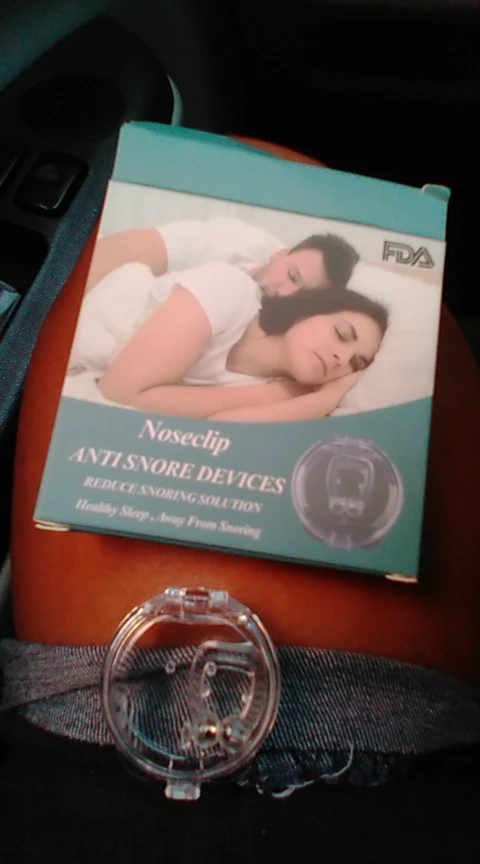 FDA
Noseclip
ANTI SNORE DEVICES
REDUCE SNORING SOLUTION
Healthy Sleep , Away From Snoring